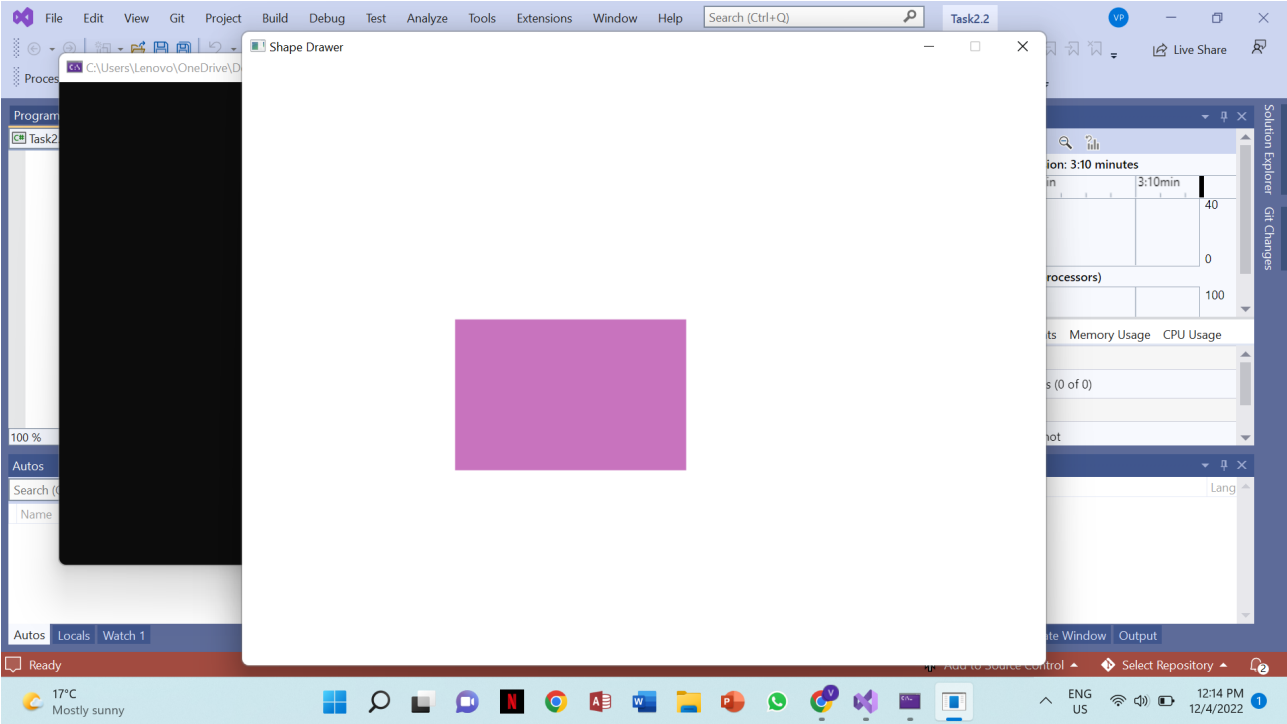 File Edit View Git Project Build Debug Test Analyze Tools Extensions Window Help Search (Ctrl+Q) Task2.2 VP
Live Share
Shape Drawer
C:\Users\Lenovo\OneDrive\D
Proces
Program
C# Task2.
ion: 3:10 minutes
in 3:10min
40
0
rocessors)
100
ts Memory Usage CPU Usage
s (0 of 0)
not
100 %
Autos
Search (
Lang
Name
Autos Locals Watch 1
te Window Output
Ready
Add to Source Control Select Repository 2
Solution Explorer
Git Changes
17°C
Mostly sunny
ENG
US
12:14 PM
12/4/2022
1